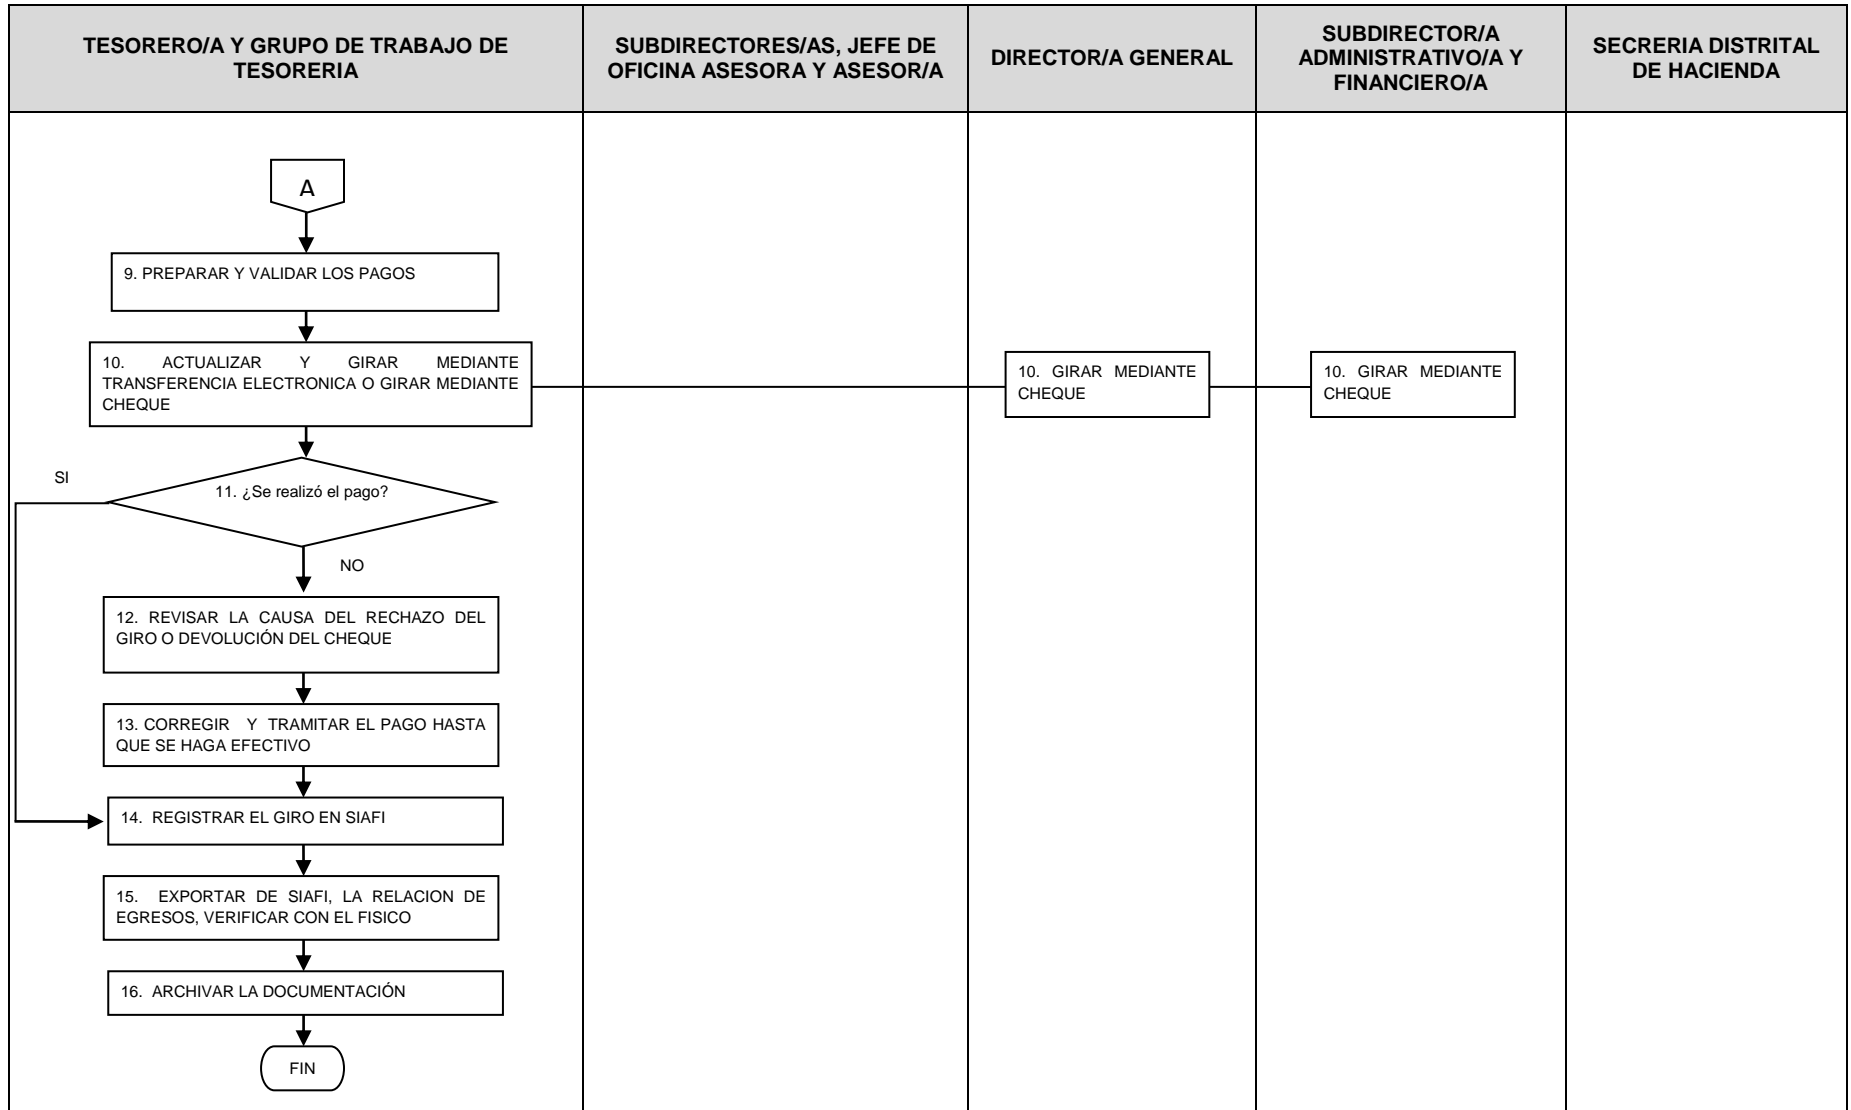 TESORERO/A Y GRUPO DE TRABAJO DE
TESORERIA
SUBDIRECTORES/AS, JEFE DE
OFICINA ASESORA Y ASESOR/A
DIRECTOR/A GENERAL
SUBDIRECTOR/A
ADMINISTRATIVO/A Y
FINANCIERO/A
SECRERIA DISTRITAL
DE HACIENDA
A
9. PREPARAR Y VALIDAR LOS PAGOS
10. ACTUALIZAR Y GIRAR MEDIANTE
TRANSFERENCIA ELECTRONICA O GIRAR MEDIANTE
CHEQUE
10. GIRAR MEDIANTE
CHEQUE
10. GIRAR MEDIANTE
CHEQUE
SI
11. ¿Se realizó el pago?
NO
12. REVISAR LA CAUSA DEL RECHAZO DEL
GIRO O DEVOLUCIÓN DEL CHEQUE
13. CORREGIR Y TRAMITAR EL PAGO HASTA
QUE SE HAGA EFECTIVO
14. REGISTRAR EL GIRO EN SIAFI
15. EXPORTAR DE SIAFI, LA RELACION DE
EGRESOS, VERIFICAR CON EL FISICO
16. ARCHIVAR LA DOCUMENTACIÓN
FIN